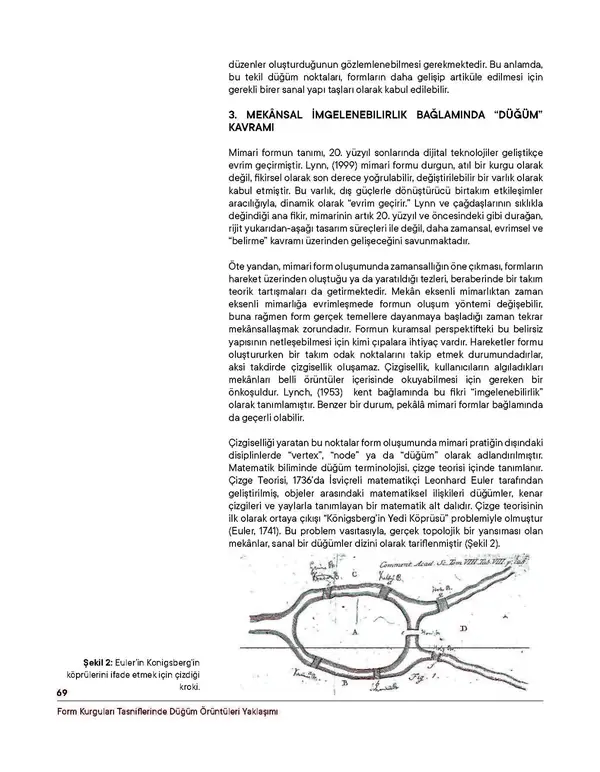 düzenler oluşturduğunun gözlemlenebilmesi gerekmektedir. Bu anlamda,
bu tekil düğüm noktaları, formların daha gelişip artiküle edilmesi için
gerekli birer sanal yapı taşları olarak kabul edilebilir.
3. MEKÂNSAL İMGELENEBILIRLIK BAĞLAMINDA “DÜĞÜM”
KAVRAMI
Mimari formun tanımı, 20. yüzyıl sonlarında dijital teknolojiler geliştikçe
evrim geçirmiştir. Lynn, (1999) mimari formu durgun, atıl bir kurgu olarak
değil, fikirsel olarak son derece yoğrulabilir, değiştirilebilir bir varlık olarak
kabul etmiştir. Bu varlık, dış güçlerle dönüştürücü birtakım etkileşimler
aracılığıyla, dinamik olarak “evrim geçirir.” Lynn ve çağdaşlarının sıklıkla
değindiği ana fikir, mimarinin artık 20. yüzyıl ve öncesindeki gibi durağan,
rijit yukarıdan-aşağı tasarım süreçleri ile değil, daha zamansal, evrimsel ve
“belirme” kavramı üzerinden gelişeceğini savunmaktadır.
Öte yandan, mimari form oluşumunda zamansallığın öne çıkması, formların
hareket üzerinden oluştuğu ya da yaratıldığı tezleri, beraberinde bir takım
teorik tartışmaları da getirmektedir. Mekân eksenli mimarlıktan zaman
eksenli mimarlığa evrimleşmede formun oluşum yöntemi değişebilir,
buna rağmen form gerçek temellere dayanmaya başladığı zaman tekrar
mekânsallaşmak zorundadır. Formun kuramsal perspektifteki bu belirsiz
yapısının netleşebilmesi için kimi çıpalara ihtiyaç vardır. Hareketler formu
oluştururken bir takım odak noktalarını takip etmek durumundadırlar,
aksi takdirde çizgisellik oluşamaz. Çizgisellik, kullanıcıların algıladıkları
mekânları belli örüntüler içerisinde okuyabilmesi için gereken bir
önkoşuldur. Lynch, (1953) kent bağlamında bu fikri “imgelenebilirlik”
olarak tanımlamıştır. Benzer bir durum, pekâlâ mimari formlar bağlamında
da geçerli olabilir.
Çizgiselliği yaratan bu noktalar form oluşumunda mimari pratiğin dışındaki
disiplinlerde “vertex”, “node” ya da “düğüm” olarak adlandırılmıştır.
Matematik biliminde düğüm terminolojisi, çizge teorisi içinde tanımlanır.
Çizge Teorisi, 1736’da İsviçreli matematikçi Leonhard Euler tarafından
geliştirilmiş, objeler arasındaki matematiksel ilişkileri düğümler, kenar
çizgileri ve yaylarla tanımlayan bir matematik alt dalıdır. Çizge teorisinin
ilk olarak ortaya çıkışı “Königsberg’in Yedi Köprüsü” problemiyle olmuştur
(Euler, 1741). Bu problem vasıtasıyla, gerçek topolojik bir yansıması olan
mekânlar, sanal bir düğümler dizini olarak tariflenmiştir (Şekil 2).
Comment. Acad. Sc. Tom VIII
C
A
D
B
Fig. 1.
Şekil 2: Euler’in Konigsberg’in
köprülerini ifade etmek için çizdiği
kroki.
69
Form Kurguları Tasniflerinde Düğüm Örüntüleri Yaklaşımı